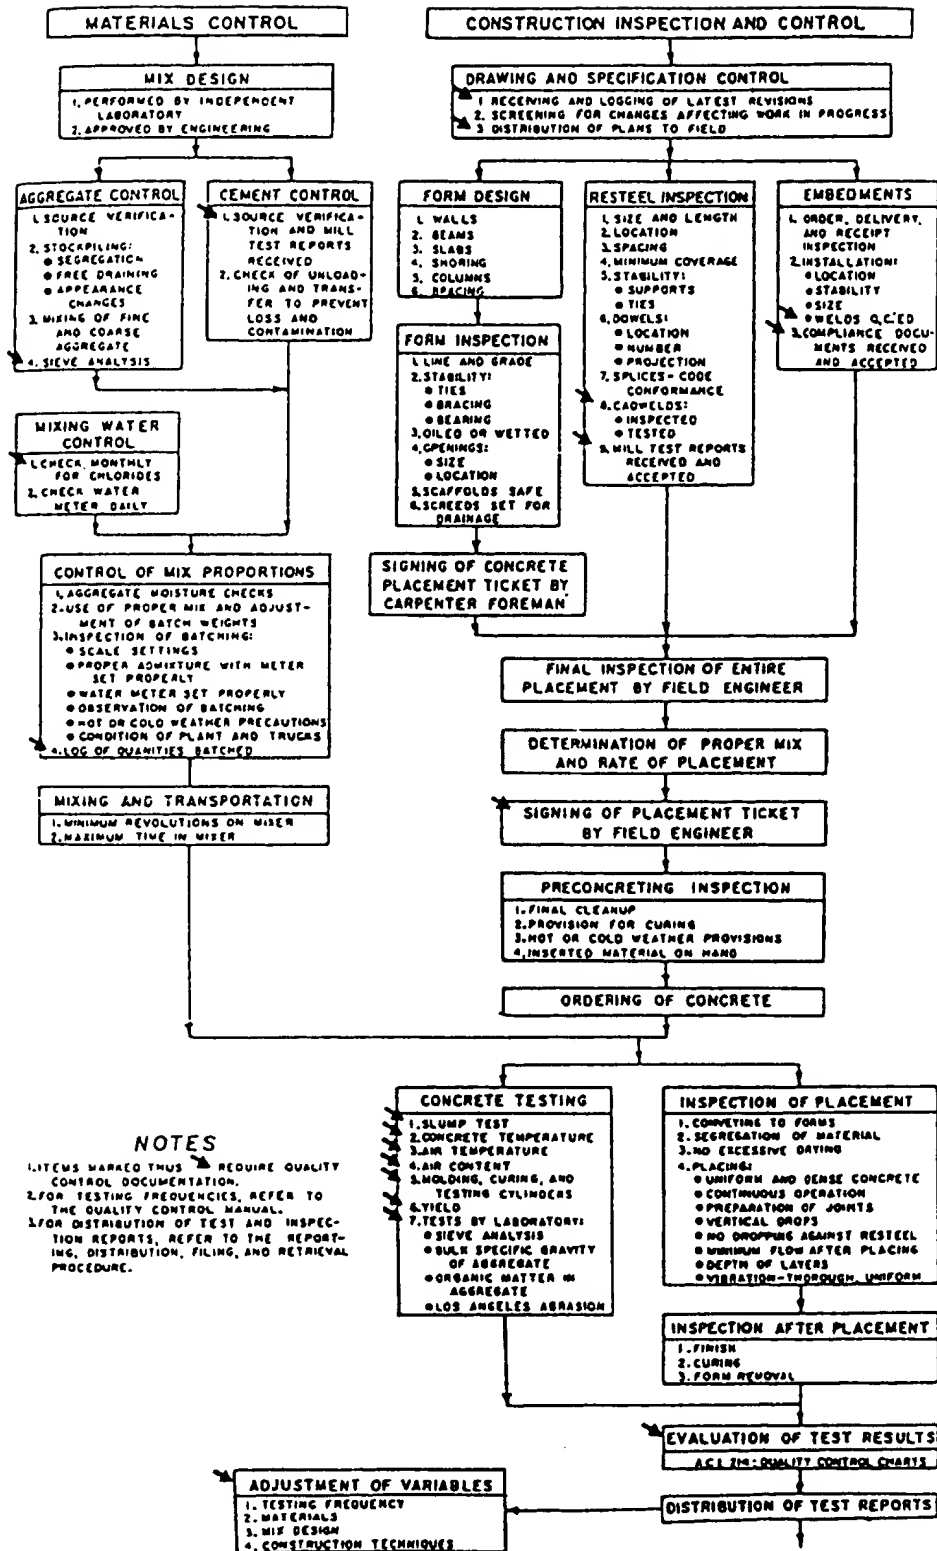 MATERIALS CONTROL
MIX DESIGN
1. PERFORMED BY INDEPENDENT
LABORATORY
2. APPROVED BY ENGINEERING
AGGREGATE CONTROL
1. SOURCE VERIFICA-
TION
2. STOCKPILING:
● SEGREGATION
● FREE DRAINING
● APPEARANCE
CHANGES
3. MIXING OF FINE
AND COARSE
AGGREGATE
4. SIEVE ANALYSIS
CEMENT CONTROL
1. SOURCE VERIFICA-
TION AND MILL
TEST REPORTS
RECEIVED
2. CHECK OF UNLOAD-
ING AND TRANS-
FER TO PREVENT
LOSS AND
CONTAMINATION
MIXING WATER
CONTROL
1. CHECK MONTHLY
FOR CHLORIDES
2. CHECK WATER
METER DAILY
CONTROL OF MIX PROPORTIONS
1. AGGREGATE MOISTURE CHECKS
2. USE OF PROPER MIX AND ADJUST-
MENT OF BATCH WEIGHTS
3. INSPECTION OF BATCHING:
● SCALE SETTINGS
● PROPER ADMIXTURE WITH METER
SET PROPERLY
● WATER METER SET PROPERLY
● OBSERVATION OF BATCHING
● HOT OR COLD WEATHER PRECAUTIONS
● CONDITION OF PLANT AND TRUCKS
4. LOG OF QUANITIES BATCHED
MIXING AND TRANSPORTATION
1. MINIMUM REVOLUTIONS ON MIXER
2. MAXIMUM TIME IN MIXER
CONSTRUCTION INSPECTION AND CONTROL
DRAWING AND SPECIFICATION CONTROL
1 RECEIVING AND LOGGING OF LATEST REVISIONS
2. SCREENING FOR CHANGES AFFECTING WORK IN PROGRESS
3 DISTRIBUTION OF PLANS TO FIELD
FORM DESIGN
1. WALLS
2. BEAMS
3. SLABS
4. SHORING
5. COLUMNS
6. SPACING
FORM INSPECTION
1. LINE AND GRADE
2. STABILITY:
● TIES
● BRACING
● BEARING
3. OILED OR WETTED
4. OPENINGS:
● SIZE
● LOCATION
5. SCAFFOLDS SAFE
6. SCREEDS SET FOR
DRAINAGE
SIGNING OF CONCRETE
PLACEMENT TICKET BY
CARPENTER FOREMAN
RESTEEL INSPECTION
1. SIZE AND LENGTH
2. LOCATION
3. SPACING
4. MINIMUM COVERAGE
5. STABILITY:
● SUPPORTS
● TIES
6. DOWELS:
● LOCATION
● NUMBER
● PROJECTION
7. SPLICES-CODE
CONFORMANCE
8. CADWELDS:
● INSPECTED
● TESTED
9. MILL TEST REPORTS
RECEIVED AND
ACCEPTED
EMBEDMENTS
1. ORDER, DELIVERY,
AND RECEIPT
INSPECTION
2. INSTALLATION:
● LOCATION
● STABILITY
● SIZE
● WELDS Q.C.'ED
3. COMPLIANCE DOCU-
MENTS RECEIVED
AND ACCEPTED
FINAL INSPECTION OF ENTIRE
PLACEMENT BY FIELD ENGINEER
DETERMINATION OF PROPER MIX
AND RATE OF PLACEMENT
SIGNING OF PLACEMENT TICKET
BY FIELD ENGINEER
PRECONCRETING INSPECTION
1. FINAL CLEANUP
2. PROVISION FOR CURING
3. HOT OR COLD WEATHER PROVISIONS
4. INSERTED MATERIAL ON HAND
ORDERING OF CONCRETE
CONCRETE TESTING
1. SLUMP TEST
2. CONCRETE TEMPERATURE
3. AIR TEMPERATURE
4. AIR CONTENT
5. MOLDING, CURING, AND
TESTING CYLINDERS
6. YIELD
7. TESTS BY LABORATORY:
● SIEVE ANALYSIS
● BULK SPECIFIC GRAVITY
OF AGGREGATE
● ORGANIC MATTER IN
AGGREGATE
● LOS ANGELES ABRASION
INSPECTION OF PLACEMENT
1. CONVEYING TO FORMS
2. SEGREGATION OF MATERIAL
3. NO EXCESSIVE DRYING
4. PLACING:
● UNIFORM AND DENSE CONCRETE
● CONTINUOUS OPERATION
● PREPARATION OF JOINTS
● VERTICAL DROPS
● NO DROPPING AGAINST RESTEEL
● MINIMUM FLOW AFTER PLACING
● DEPTH OF LAYERS
● VIBRATION-THOROUGH, UNIFORM
INSPECTION AFTER PLACEMENT
1. FINISH
2. CURING
3. FORM REMOVAL
EVALUATION OF TEST RESULTS
A.C.I. 214-QUALITY CONTROL CHARTS
DISTRIBUTION OF TEST REPORTS
ADJUSTMENT OF VARIABLES
1. TESTING FREQUENCY
2. MATERIALS
3. MIX DESIGN
4. CONSTRUCTION TECHNIQUES
NOTES
1. ITEMS MARKED THUS REQUIRE QUALITY
CONTROL DOCUMENTATION.
2. FOR TESTING FREQUENCIES, REFER TO
THE QUALITY CONTROL MANUAL.
3. FOR DISTRIBUTION OF TEST AND INSPEC-
TION REPORTS, REFER TO THE REPORT-
ING, DISTRIBUTION, FILING, AND RETRIEVAL
PROCEDURE.